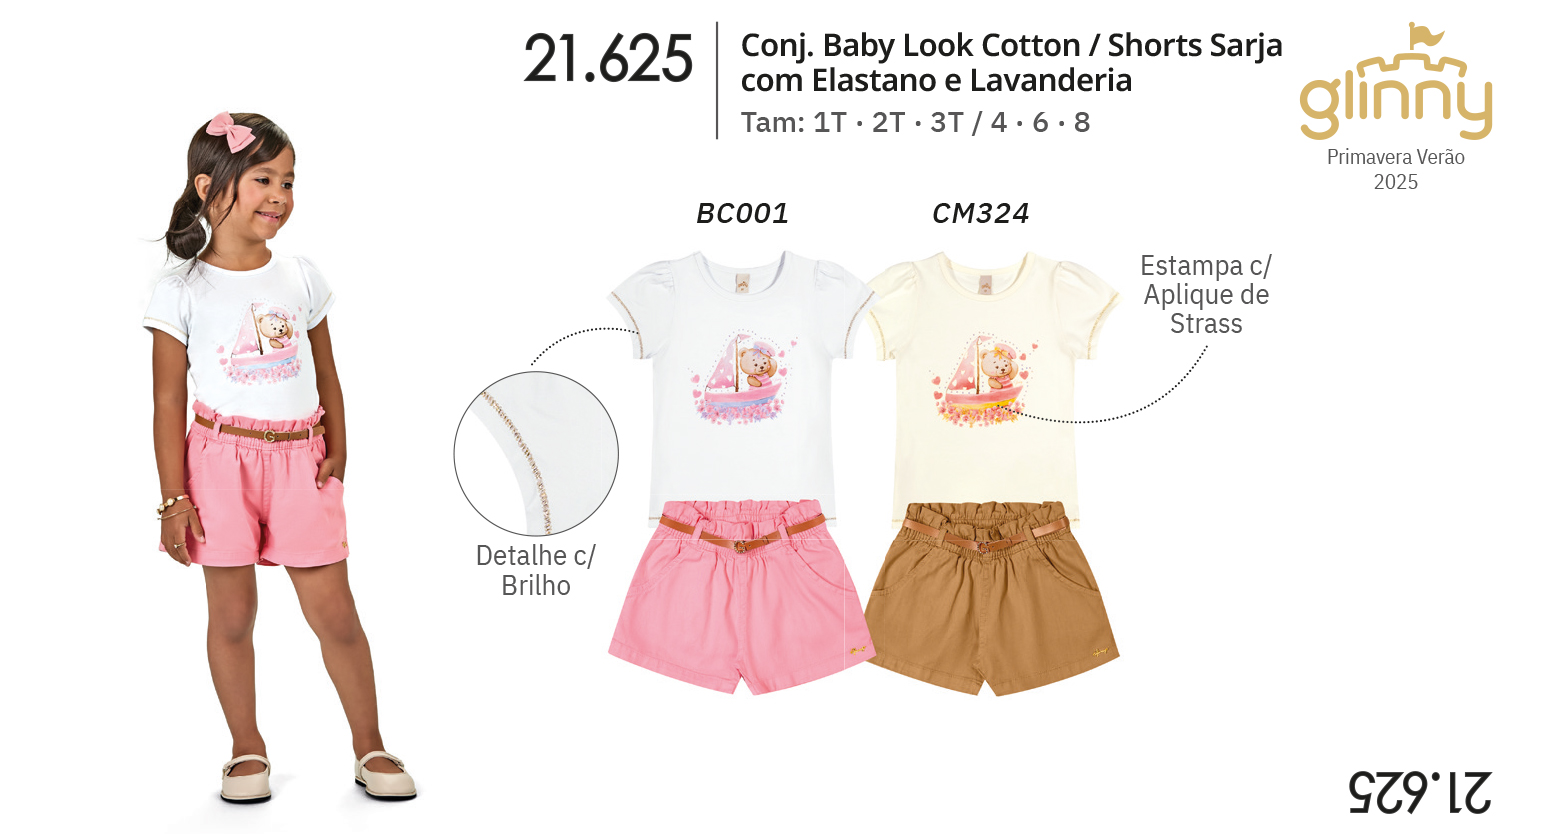 21.625
Conj. Baby Look Cotton / Shorts Sarja
com Elastano e Lavanderia
Tam: 1T · 2T · 3T / 4 · 6 · 8
glinny
Primavera Verão
2025
BC001
CM324
Estampa c/
Aplique de
Strass
Detalhe c/
Brilho
21.625